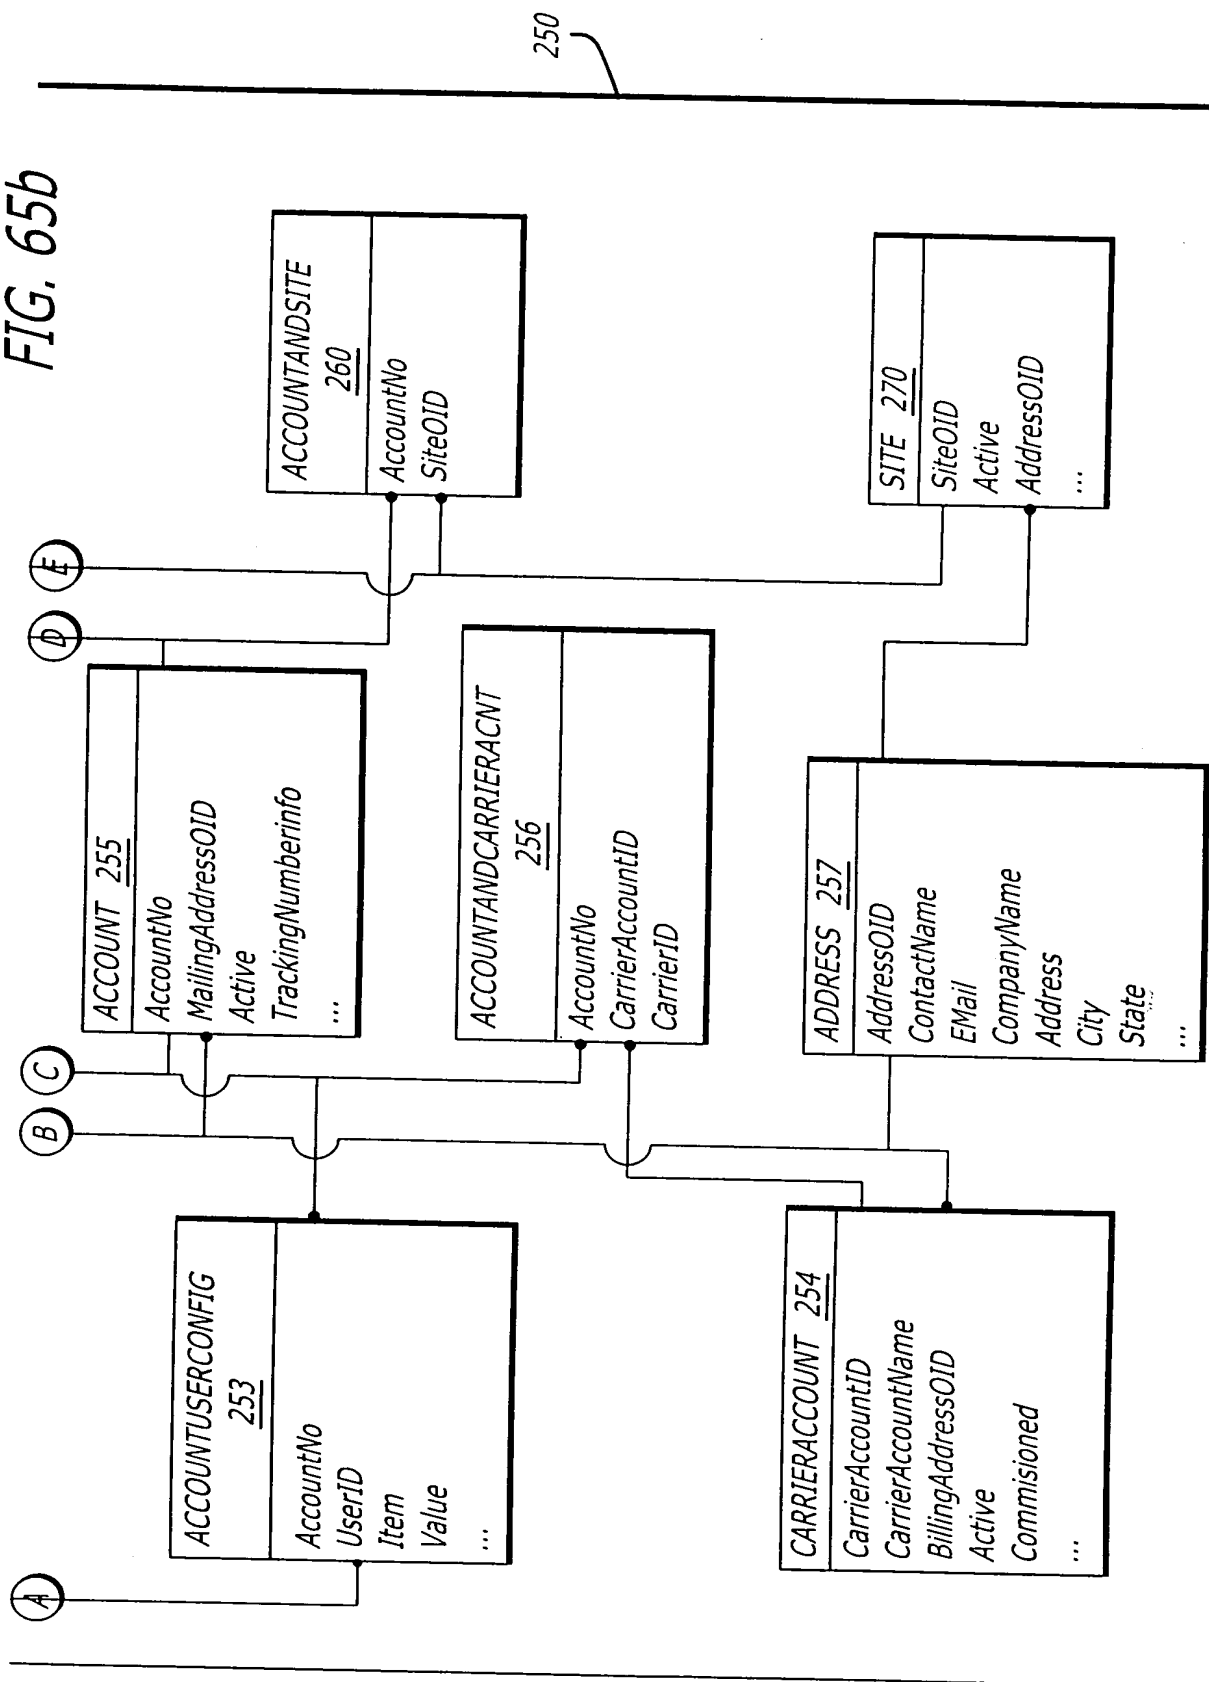 FIG. 65b
250
A
B
C
D
E
ACCOUNTUSERCONFIG
253
AccountNo
UserID
Item
Value
...
ACCOUNT 255
AccountNo
MailingAddressOID
Active
TrackingNumberinfo
...
ACCOUNTANDSITE
260
AccountNo
SiteOID
ACCOUNTANDCARRIERACNT
256
AccountNo
CarrierAccountID
CarrierID
CARRIERACCOUNT 254
CarrierAccountID
CarrierAccountName
BillingAddressOID
Active
Commisioned
...
ADDRESS 257
AddressOID
ContactName
EMail
CompanyName
Address
City
State
...
SITE 270
SiteOID
Active
AddressOID
...